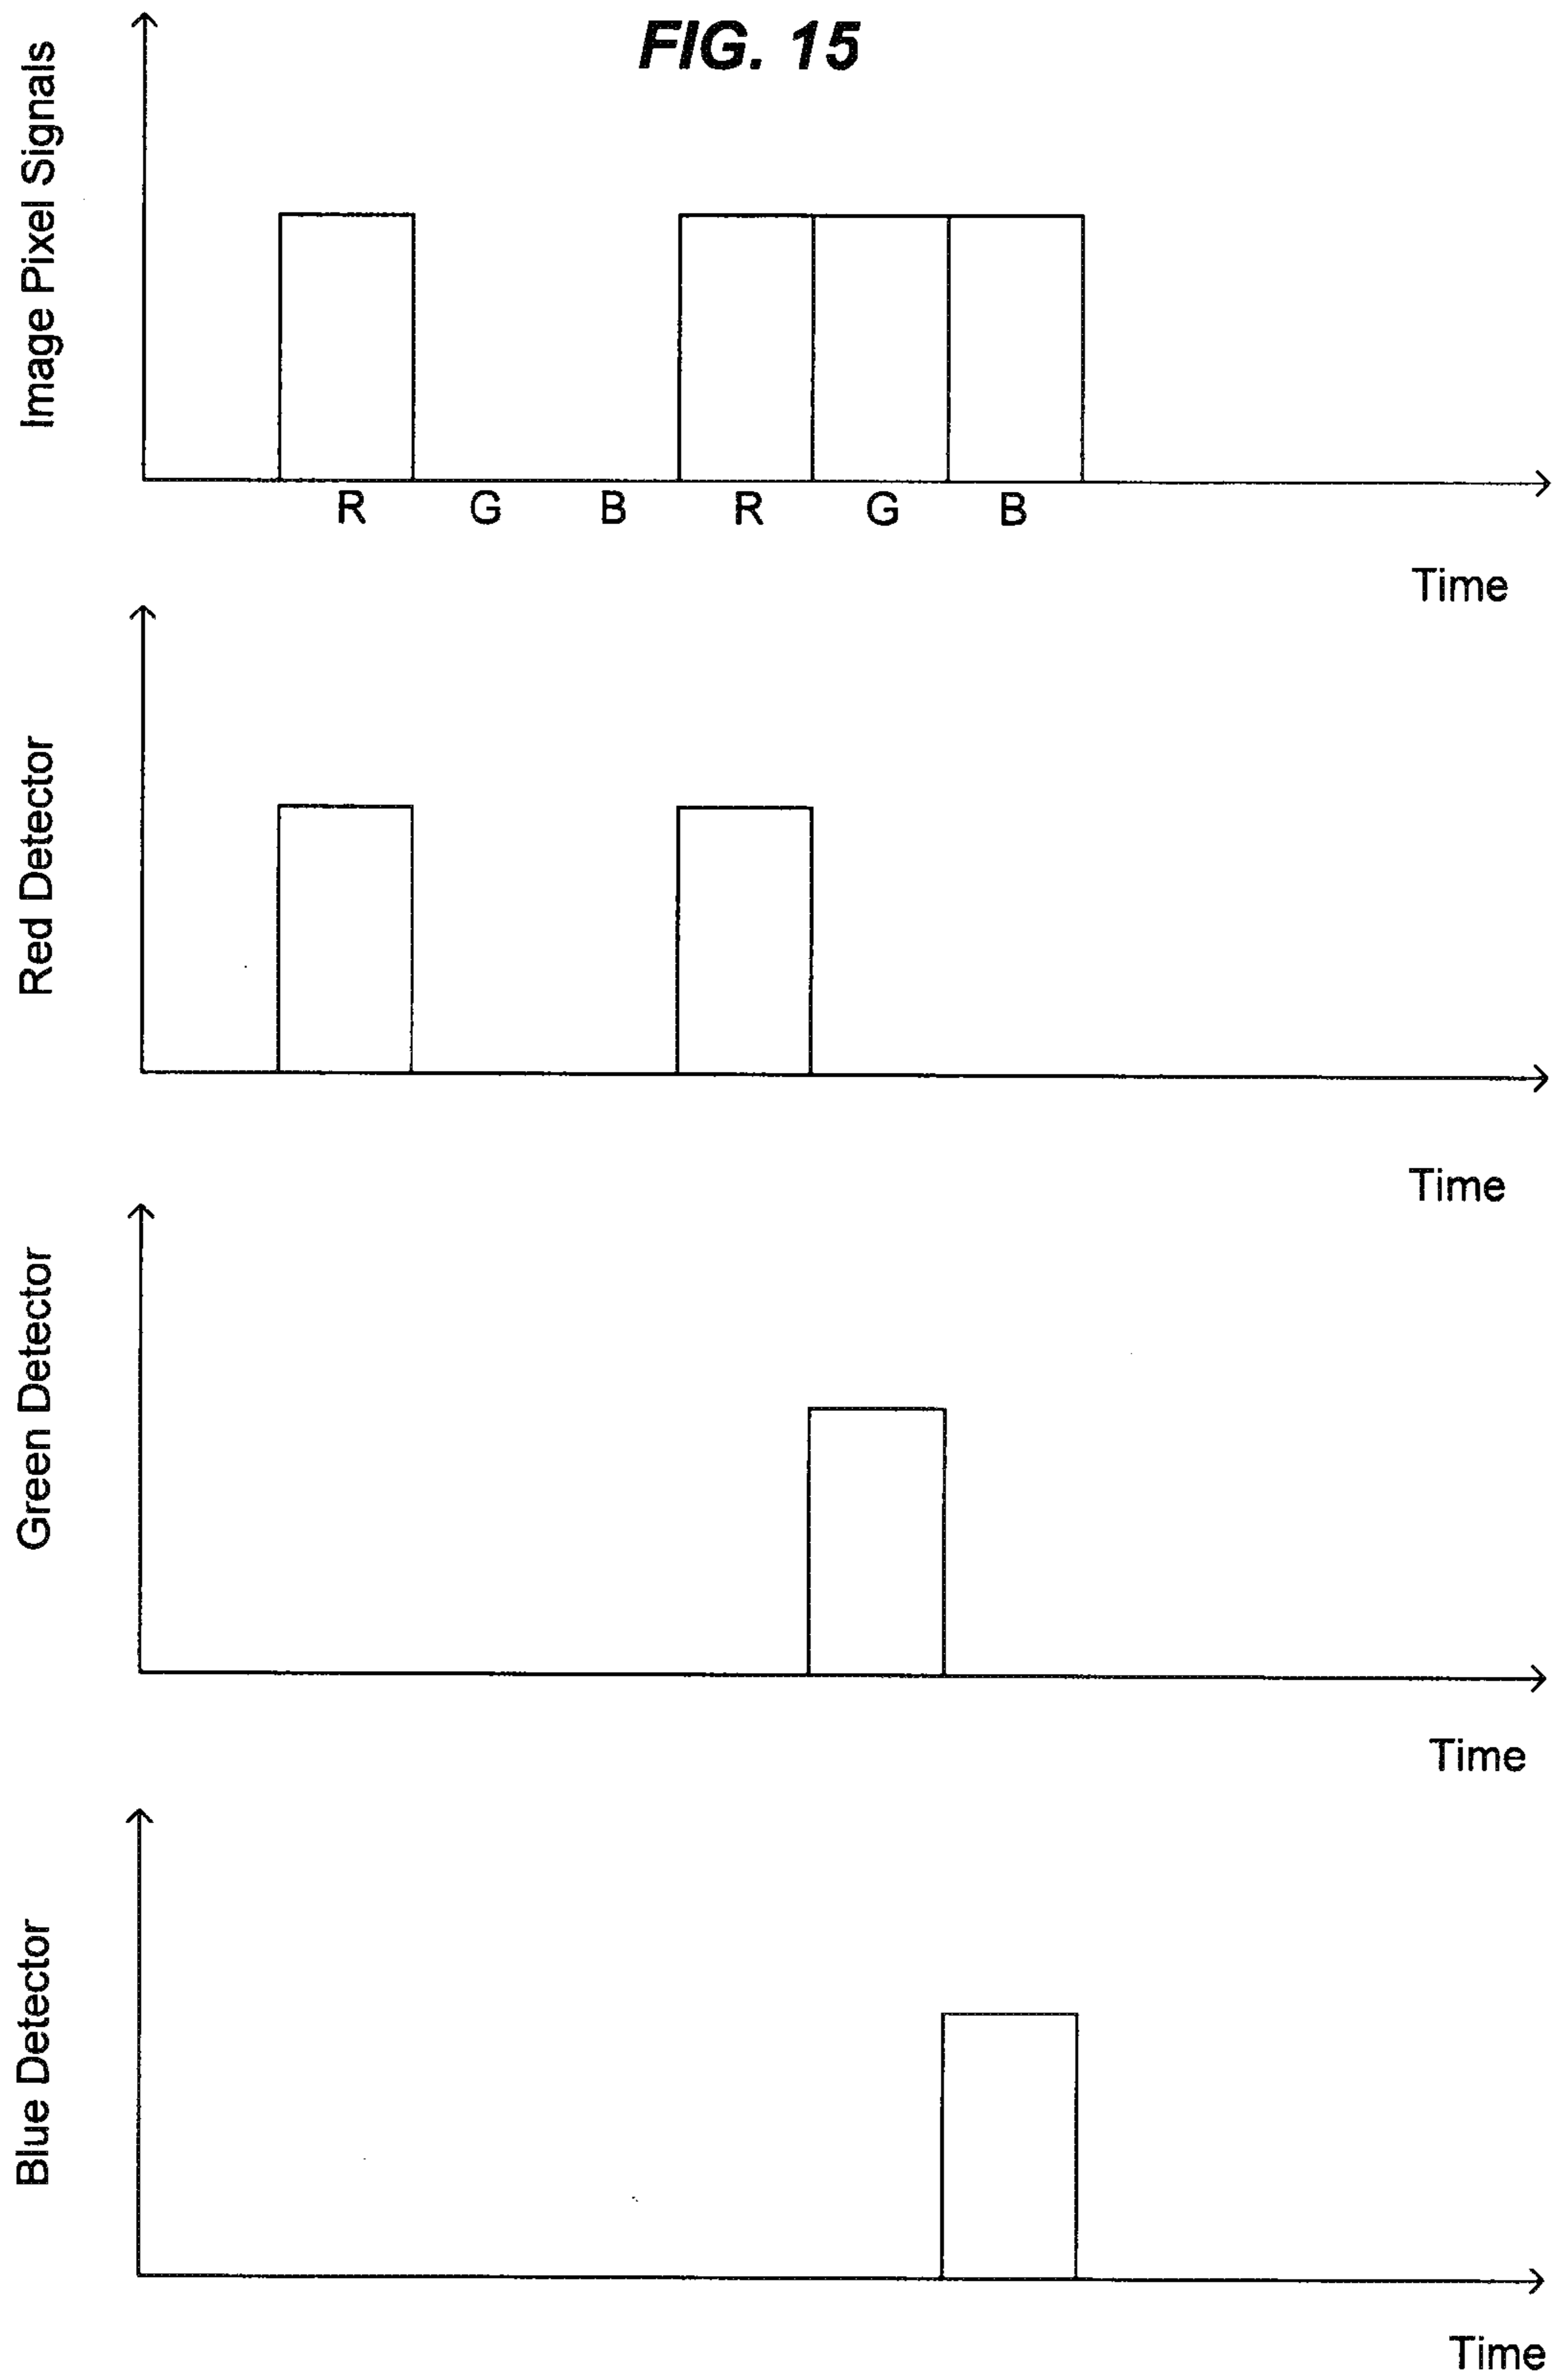 FIG. 15
Image Pixel Signals
R G B R G B
Time
Red Detector
Time
Green Detector
Time
Blue Detector
Time